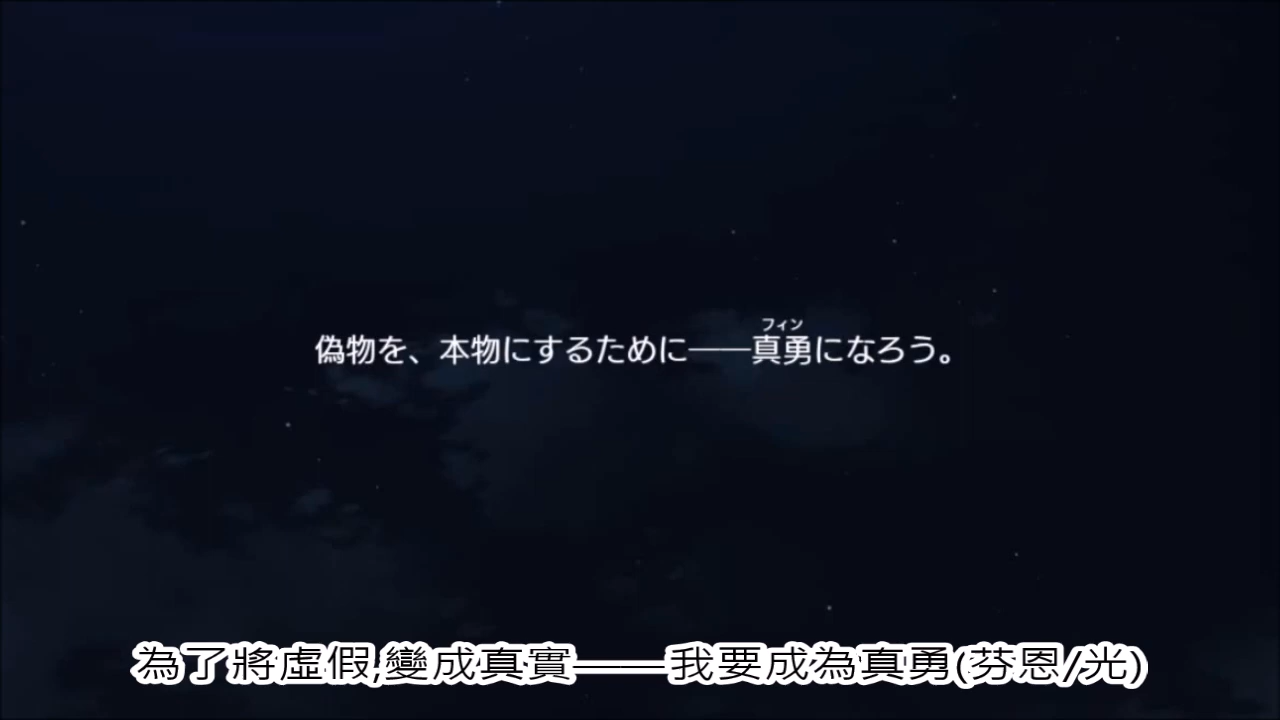 フィン
偽物を、本物にするために──真勇になろう。
為了將虛假,變成真實───我要成為真勇(芬恩/光)